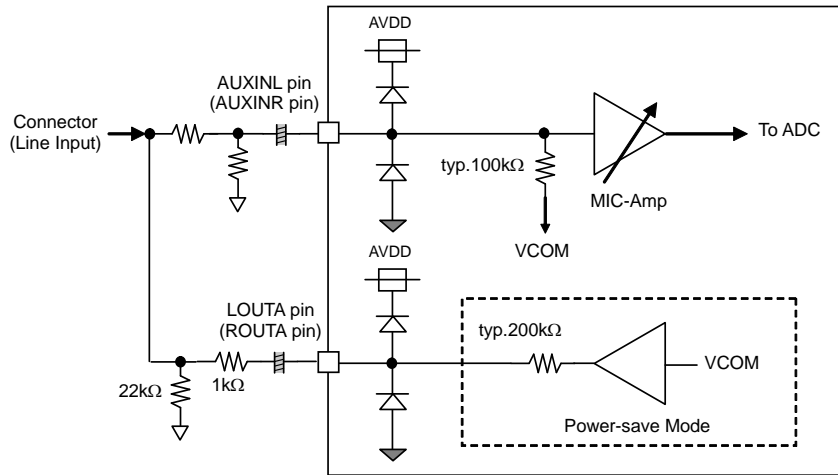 AVDD
AUXINL pin
(AUXINR pin)
Connector
(Line Input)
To ADC
typ.100kΩ
MIC-Amp
VCOM
AVDD
LOUTA pin
(ROUTA pin)
typ.200kΩ
VCOM
22kΩ
1kΩ
Power-save Mode